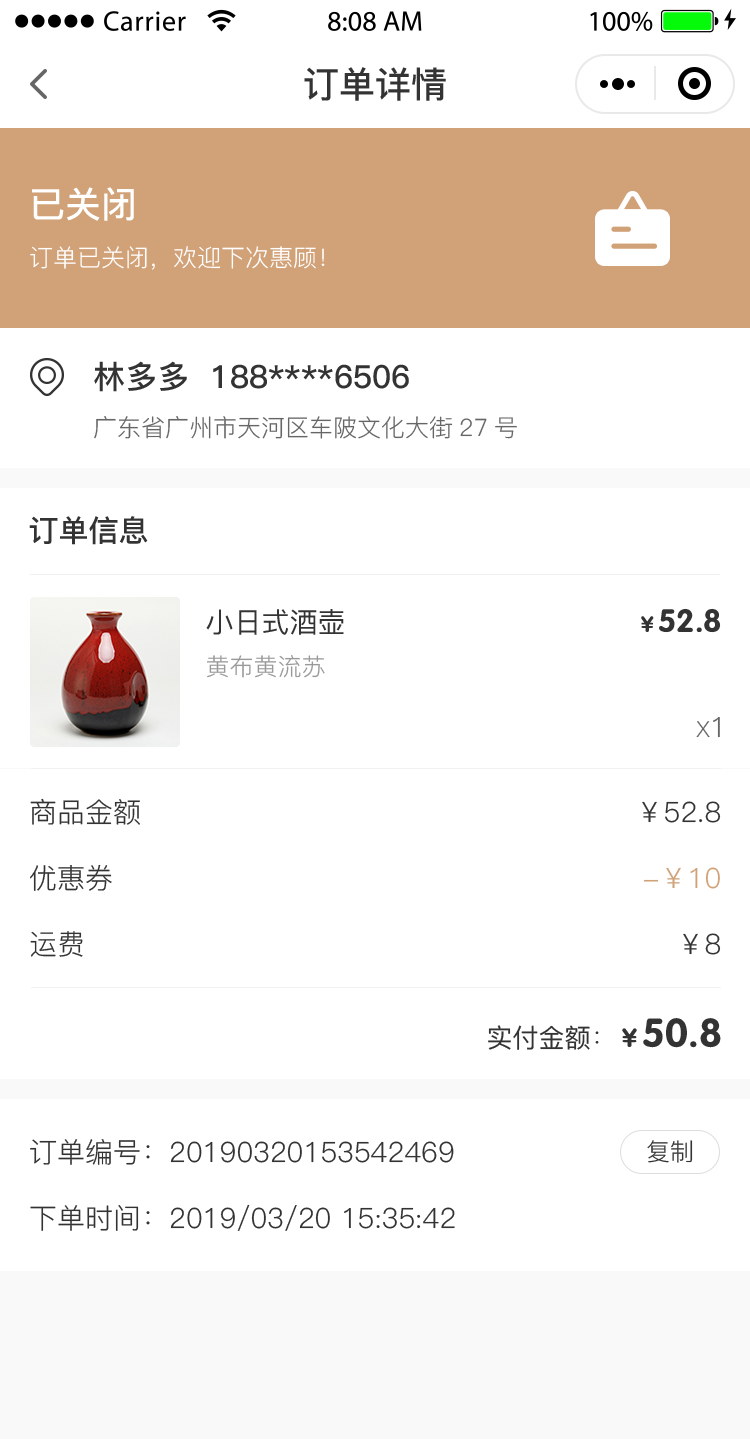 Carrier 8:08 AM 100%
订单详情
已关闭
订单已关闭，欢迎下次惠顾！
林多多 188****6506
广东省广州市天河区车陂文化大街 27 号
订单信息
小日式酒壶 ¥52.8
黄布黄流苏
x1
商品金额 ¥52.8
优惠券 –¥10
运费 ¥8
实付金额：¥50.8
订单编号：20190320153542469 复制
下单时间：2019/03/20 15:35:42